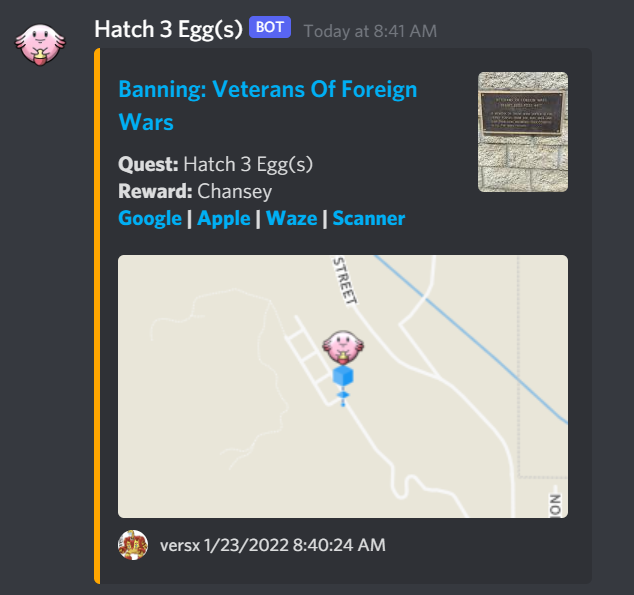 Hatch 3 Egg(s) BOT Today at 8:41 AM
Banning: Veterans Of Foreign
Wars
Quest: Hatch 3 Egg(s)
Reward: Chansey
Google | Apple | Waze | Scanner
STREET
ION
versx 1/23/2022 8:40:24 AM